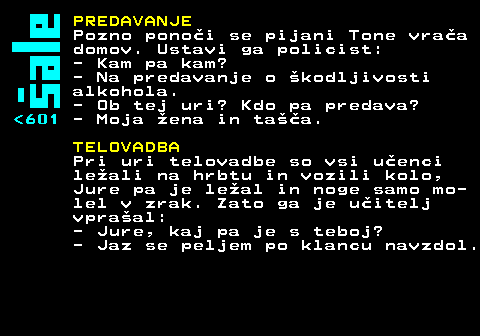 šale
<601
PREDAVANJE
Pozno ponoči se pijani Tone vrača
domov. Ustavi ga policist:
- Kam pa kam?
- Na predavanje o škodljivosti
alkohola.
- Ob tej uri? Kdo pa predava?
- Moja žena in tašča.
TELOVADBA
Pri uri telovadbe so vsi učenci
ležali na hrbtu in vozili kolo,
Jure pa je ležal in noge samo mo-
lel v zrak. Zato ga je učitelj
vprašal:
- Jure, kaj pa je s teboj?
- Jaz se peljem po klancu navzdol.